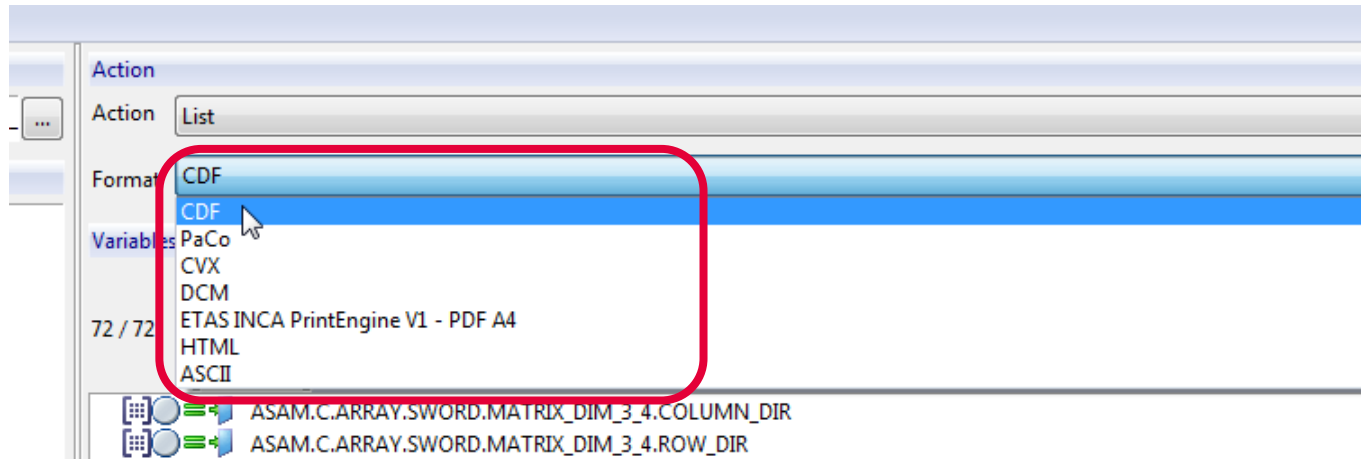 Action
Action List
...
Format CDF
CDF
Variables PaCo
CVX
DCM
72 / 72 ETAS INCA PrintEngine V1 - PDF A4
HTML
ASCII
ASAM.C.ARRAY.SWORD.MATRIX_DIM_3_4.COLUMN_DIR
ASAM.C.ARRAY.SWORD.MATRIX_DIM_3_4.ROW_DIR